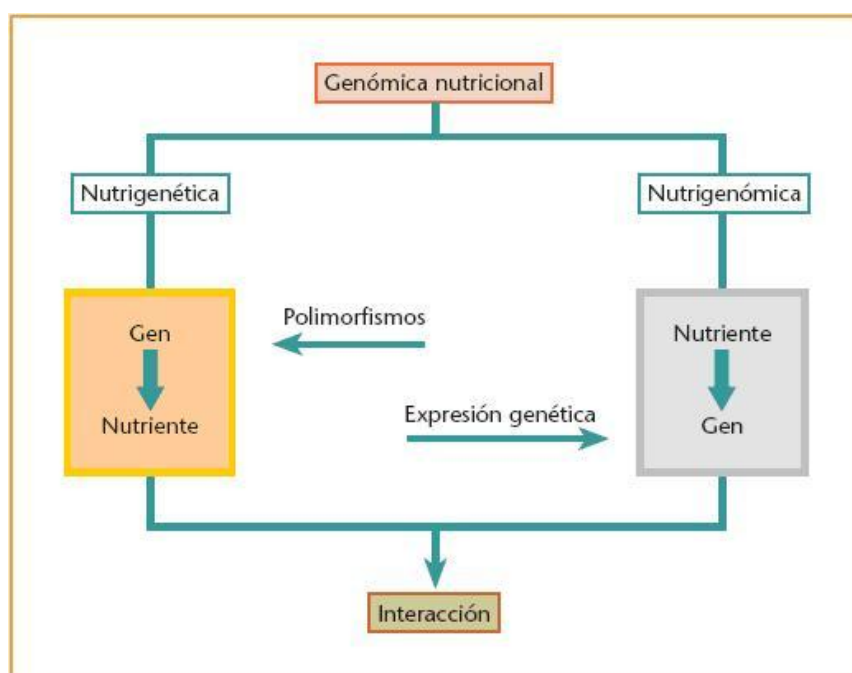 Genómica nutricional
Nutrigenética
Nutrigenómica
Polimorfismos
Gen
Nutriente
Nutriente
Gen
Expresión genética
Interacción